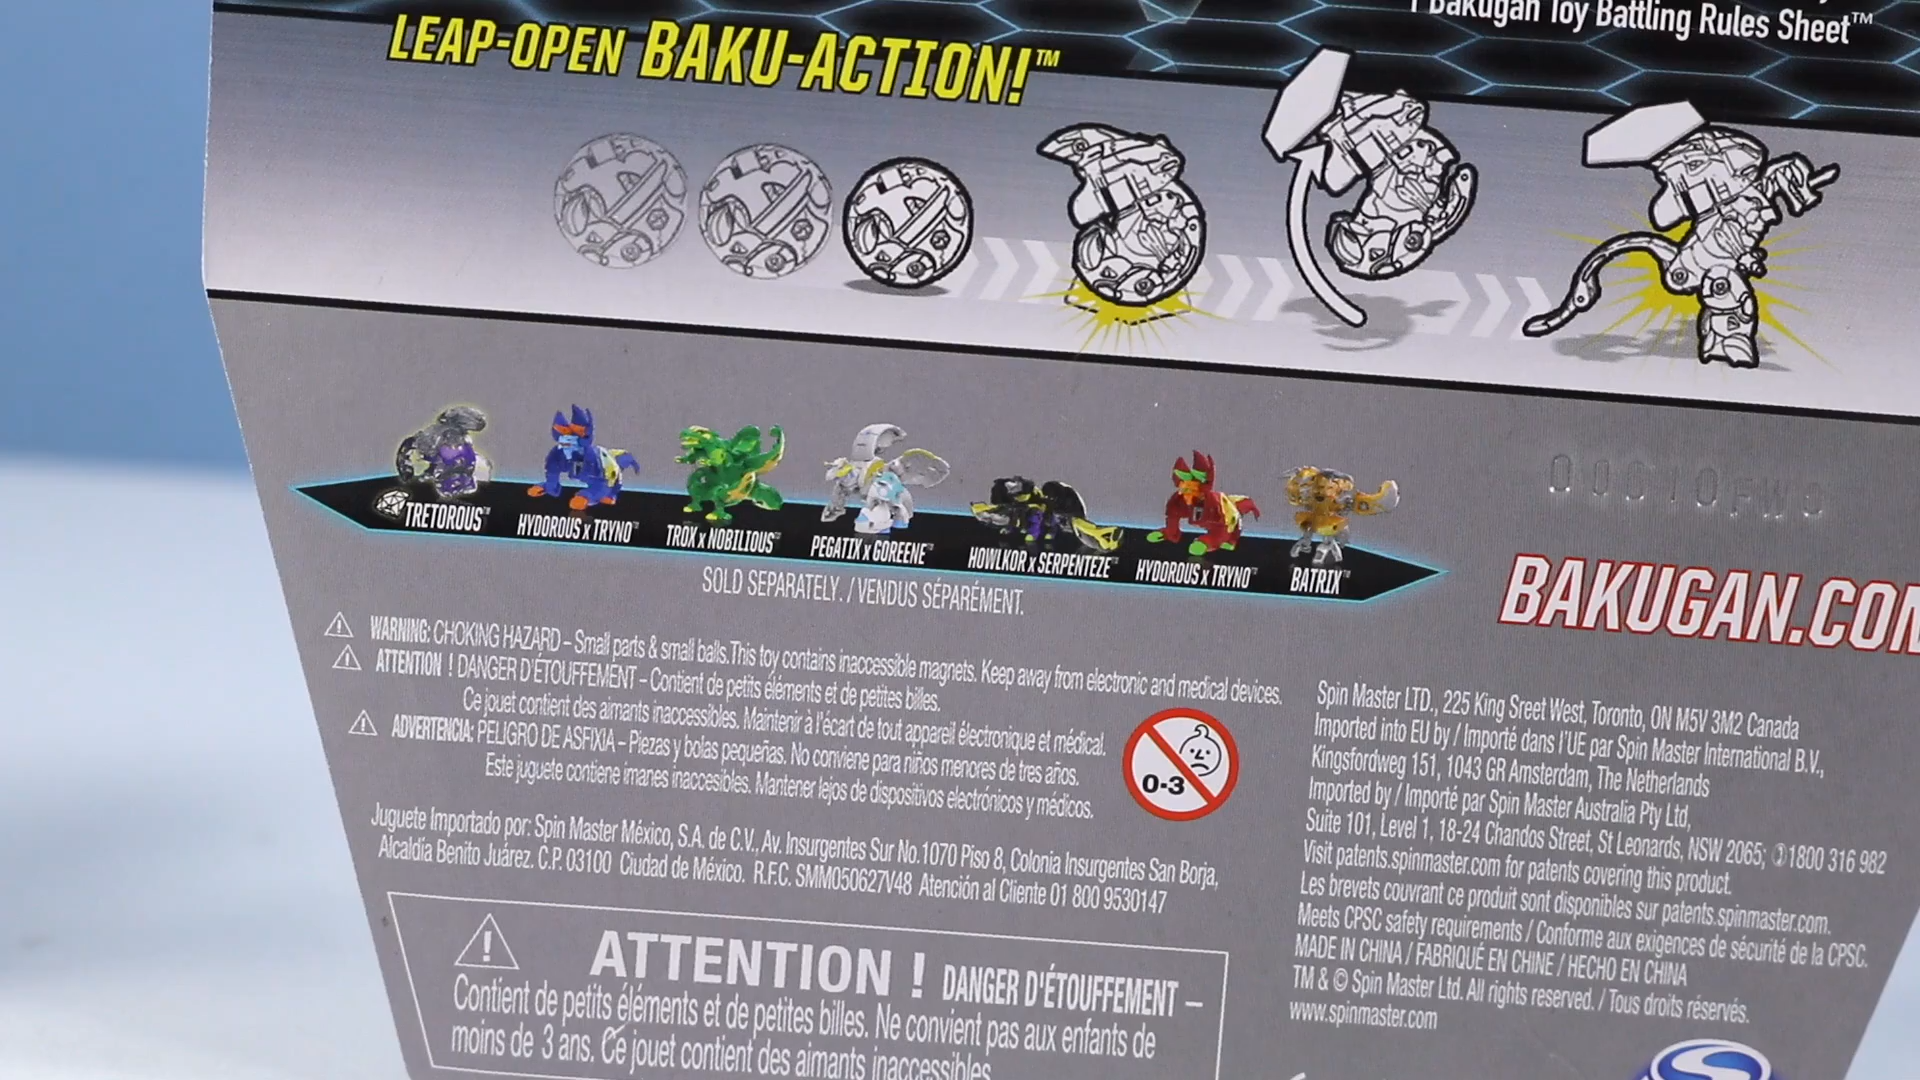 Bakugan Toy Battling Rules Sheet™
LEAP-OPEN BAKU-ACTION!™
TRETOROUS™
HYDOROUS x TRYNO™
TROX x NOBILIOUS™
PEGATIX x GOREENE™
HOWLKOR x SERPENTEZE™
HYDOROUS x TRYNO™
BATRIX™
SOLD SEPARATELY. / VENDUS SÉPARÉMENT.
BAKUGAN.COM
WARNING: CHOKING HAZARD – Small parts & small balls. This toy contains inaccessible magnets. Keep away from electronic and medical devices.
ATTENTION ! DANGER D'ÉTOUFFEMENT – Contient de petits éléments et de petites billes.
Ce jouet contient des aimants inaccessibles. Maintenir à l'écart de tout appareil électronique et médical.
ADVERTENCIA: PELIGRO DE ASFIXIA – Piezas y bolas pequeñas. No conviene para niños menores de tres años.
Este juguete contiene imanes inaccesibles. Mantener lejos de dispositivos electrónicos y médicos.
0-3
Juguete Importado por: Spin Master México, S.A. de C.V., Av. Insurgentes Sur No.1070 Piso 8, Colonia Insurgentes San Borja,
Alcaldía Benito Juárez. C.P. 03100 Ciudad de México. R.F.C. SMM050627V48 Atención al Cliente 01 800 9530147
ATTENTION ! DANGER D'ÉTOUFFEMENT –
Contient de petits éléments et de petites billes. Ne convient pas aux enfants de
moins de 3 ans. Ce jouet contient des aimants inaccessibles
Spin Master LTD., 225 King Sreet West, Toronto, ON M5V 3M2 Canada
Imported into EU by / Importé dans l'UE par Spin Master International B.V.,
Kingsfordweg 151, 1043 GR Amsterdam, The Netherlands
Imported by / Importé par Spin Master Australia Pty Ltd,
Suite 101, Level 1, 18-24 Chandos Street, St Leonards, NSW 2065; 1800 316 982
Visit patents.spinmaster.com for patents covering this product.
Les brevets couvrant ce produit sont disponibles sur patents.spinmaster.com.
Meets CPSC safety requirements / Conforme aux exigences de sécurité de la CPSC.
MADE IN CHINA / FABRIQUÉ EN CHINE / HECHO EN CHINA
TM & © Spin Master Ltd. All rights reserved. / Tous droits réservés.
www.spinmaster.com